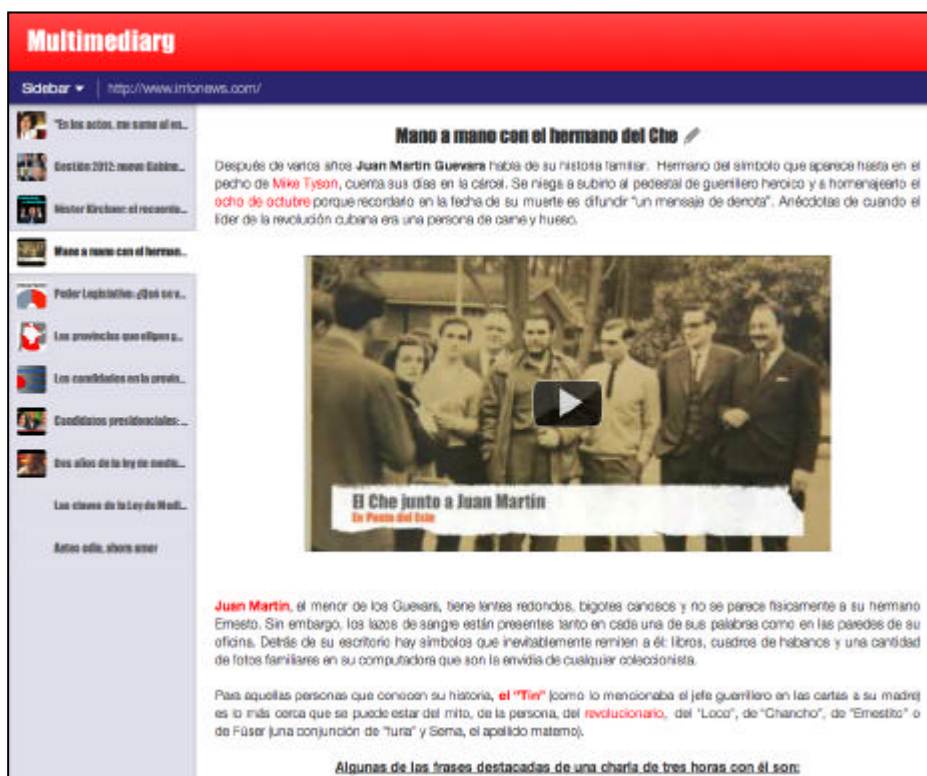 Multimediarg
Sidebar
http://www.infonews.com/
"En los actos, me sumo al en...
Gestión 2012: nuevo Gabine...
Néstor Kirchner: el recuerdo...
Mano a mano con el herman...
Poder Legislativo: ¿Qué se v...
Las provincias que eligen g...
Los candidatos en la provin...
Candidatos presidenciales: ...
Dos años de la ley de medio...
Las claves de la Ley de Medi...
Antes odio, ahora amor
Mano a mano con el hermano del Che
Después de varios años Juan Martín Guevara habla de su historia familiar. Hermano del símbolo que aparece hasta en el
pecho de Mike Tyson, cuenta sus días en la cárcel. Se niega a subirlo al pedestal de guerrillero heroico y a homenajearlo el
ocho de octubre porque recordarlo en la fecha de su muerte es difundir "un mensaje de derrota". Anécdotas de cuando el
líder de la revolución cubana era una persona de carne y hueso.
El Che junto a Juan Martín
En Punta del Este
Juan Martín, el menor de los Guevara, tiene lentes redondos, bigotes canosos y no se parece físicamente a su hermano
Ernesto. Sin embargo, los lazos de sangre están presentes tanto en cada una de sus palabras como en las paredes de su
oficina. Detrás de su escritorio hay símbolos que inevitablemente remiten a él: libros, cuadros de habanos y una cantidad
de fotos familiares en su computadora que son la envidia de cualquier coleccionista.
Para aquellas personas que conocen su historia, el "Tin" (como lo mencionaba el jefe guerrillero en las cartas a su madre)
es lo más cerca que se puede estar del mito, de la persona, del revolucionario, del "Loco", de "Chancho", de "Ernestito" o
de Fúser (una conjunción de "furia" y Serna, el apellido materno).
Algunas de las frases destacadas de una charla de tres horas con él son: